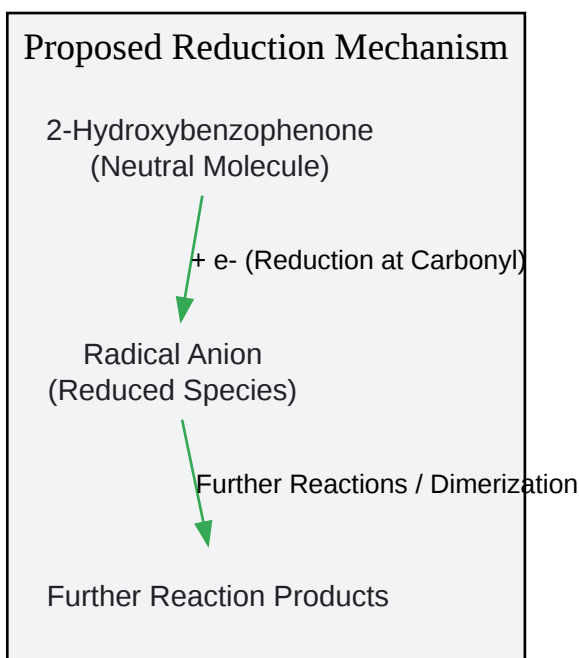 Proposed Reduction Mechanism
2-Hydroxybenzophenone
(Neutral Molecule)
+ e- (Reduction at Carbonyl)
Radical Anion
(Reduced Species)
Further Reactions / Dimerization
Further Reaction Products